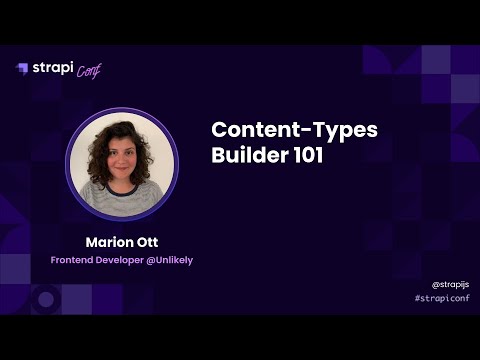 strapi Conf
Content-Types
Builder 101
Marion Ott
Frontend Developer @Unlikely
@strapijs
#strapiconf